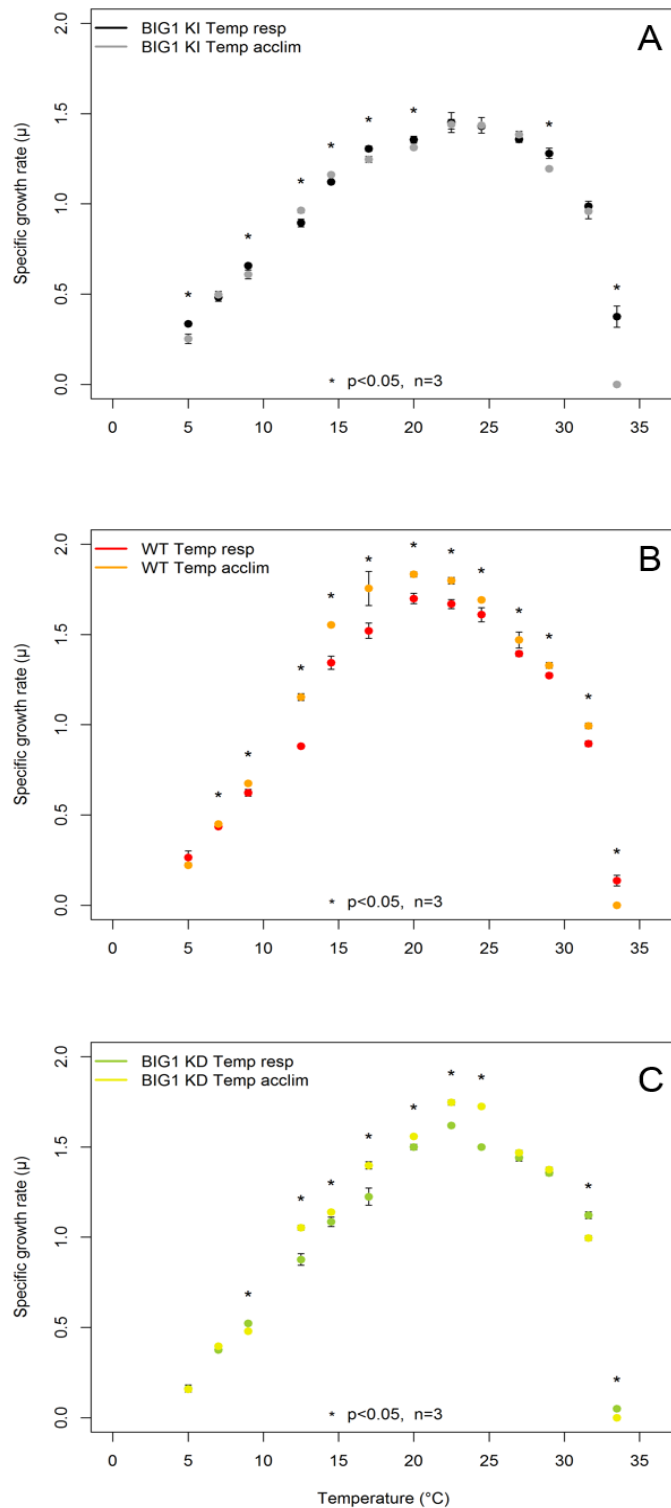 BIG1 KI Temp resp
BIG1 KI Temp acclim
A
Specific growth rate (µ)
2.0
1.5
1.0
0.5
0.0
* * * * * * * *
* p<0.05, n=3
0 5 10 15 20 25 30 35
WT Temp resp
WT Temp acclim
B
Specific growth rate (µ)
2.0
1.5
1.0
0.5
0.0
* * * * * * * * * * * *
* p<0.05, n=3
0 5 10 15 20 25 30 35
BIG1 KD Temp resp
BIG1 KD Temp acclim
C
Specific growth rate (µ)
2.0
1.5
1.0
0.5
0.0
* * * * * * * * *
* p<0.05, n=3
0 5 10 15 20 25 30 35
Temperature (°C)